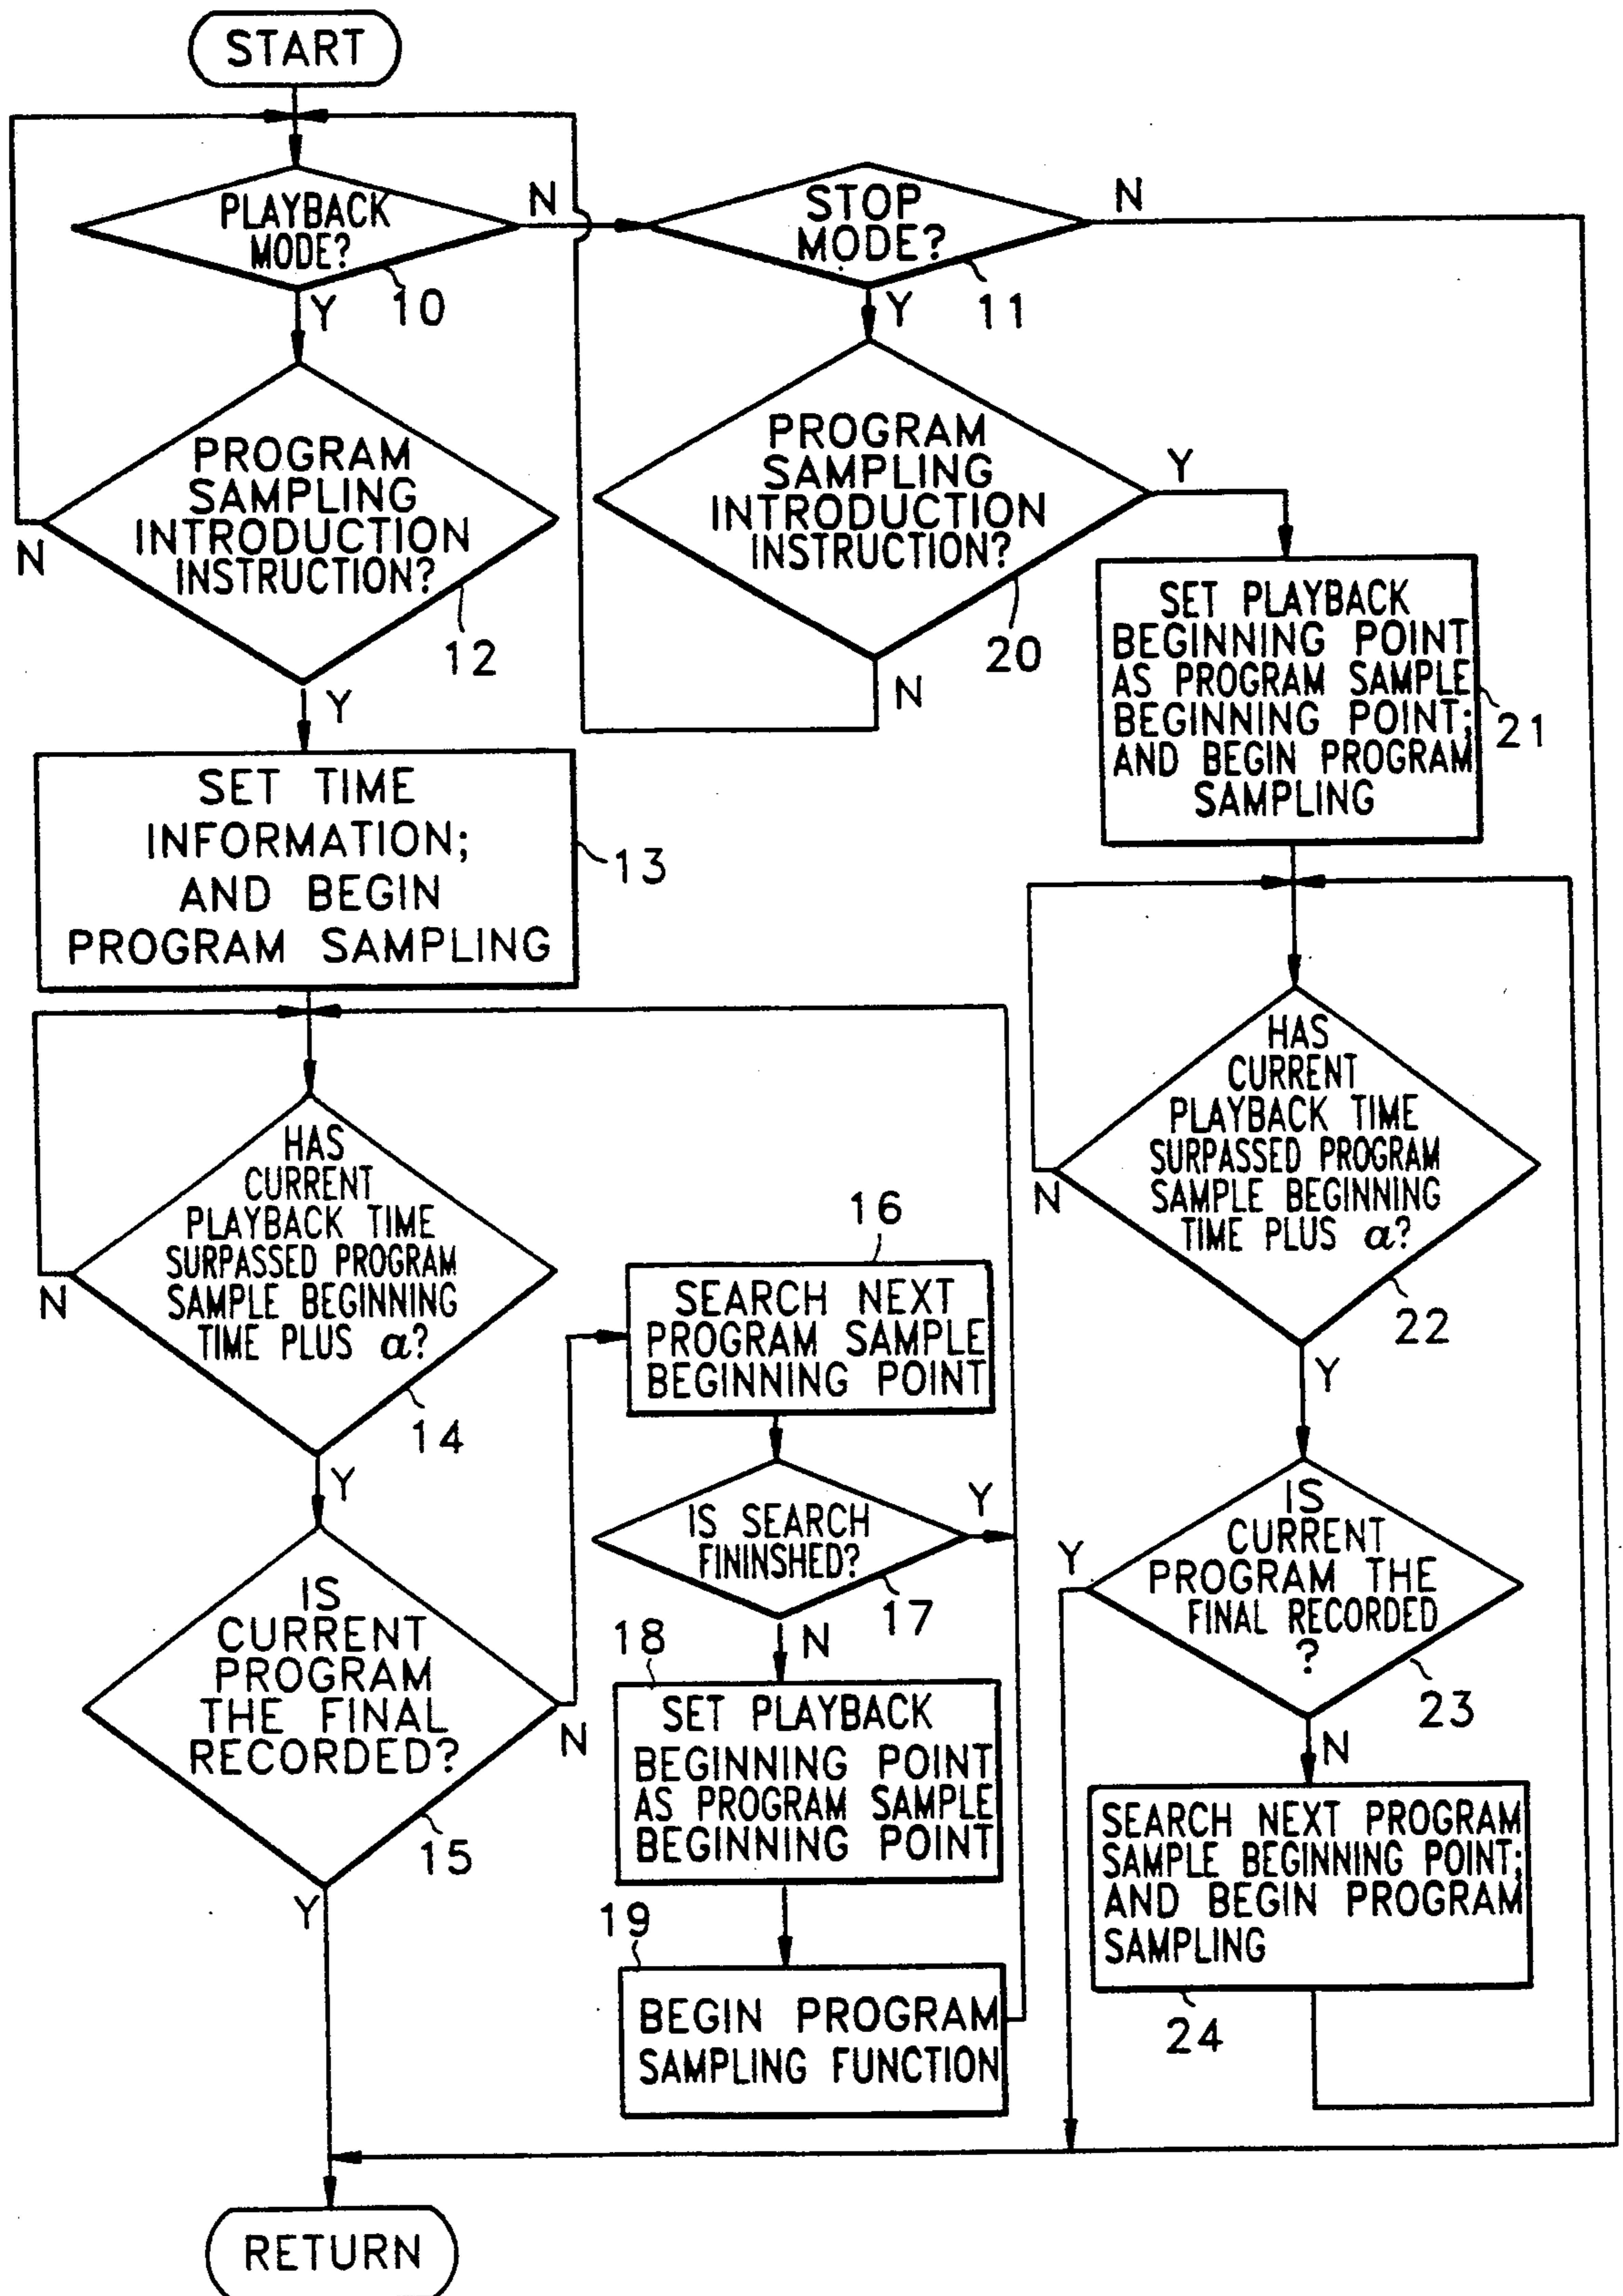 START
PLAYBACK
MODE?
10
N
Y
STOP
MODE?
11
N
Y
PROGRAM
SAMPLING
INTRODUCTION
INSTRUCTION?
12
N
Y
PROGRAM
SAMPLING
INTRODUCTION
INSTRUCTION?
20
Y
N
SET TIME
INFORMATION;
AND BEGIN
PROGRAM SAMPLING
13
SET PLAYBACK
BEGINNING POINT
AS PROGRAM SAMPLE
BEGINNING POINT;
AND BEGIN PROGRAM
SAMPLING
21
HAS
CURRENT
PLAYBACK TIME
SURPASSED PROGRAM
SAMPLE BEGINNING
TIME PLUS α?
14
N
Y
IS
CURRENT
PROGRAM
THE FINAL
RECORDED?
15
N
Y
16
SEARCH NEXT
PROGRAM SAMPLE
BEGINNING POINT
IS SEARCH
FININSHED?
17
Y
N
18
SET PLAYBACK
BEGINNING POINT
AS PROGRAM SAMPLE
BEGINNING POINT
19
BEGIN PROGRAM
SAMPLING FUNCTION
HAS
CURRENT
PLAYBACK TIME
SURPASSED PROGRAM
SAMPLE BEGINNING
TIME PLUS α?
22
N
Y
IS
CURRENT
PROGRAM THE
FINAL RECORDED
?
23
Y
N
SEARCH NEXT PROGRAM
SAMPLE BEGINNING POINT;
AND BEGIN PROGRAM
SAMPLING
24
RETURN